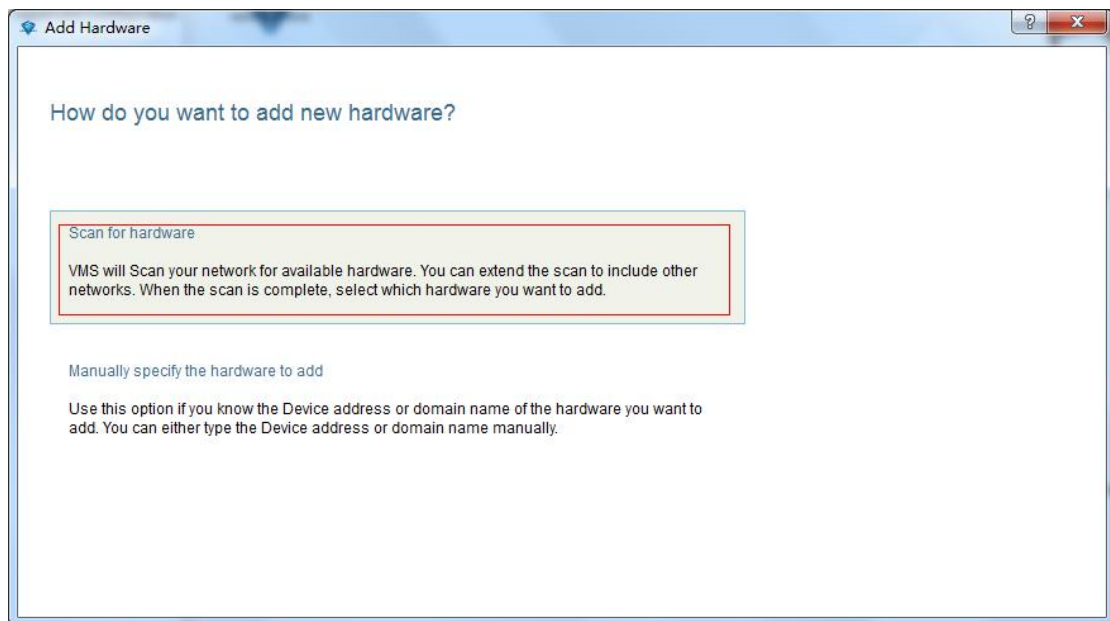 Add Hardware
How do you want to add new hardware?
Scan for hardware
VMS will Scan your network for available hardware. You can extend the scan to include other
networks. When the scan is complete, select which hardware you want to add.
Manually specify the hardware to add
Use this option if you know the Device address or domain name of the hardware you want to
add. You can either type the Device address or domain name manually.